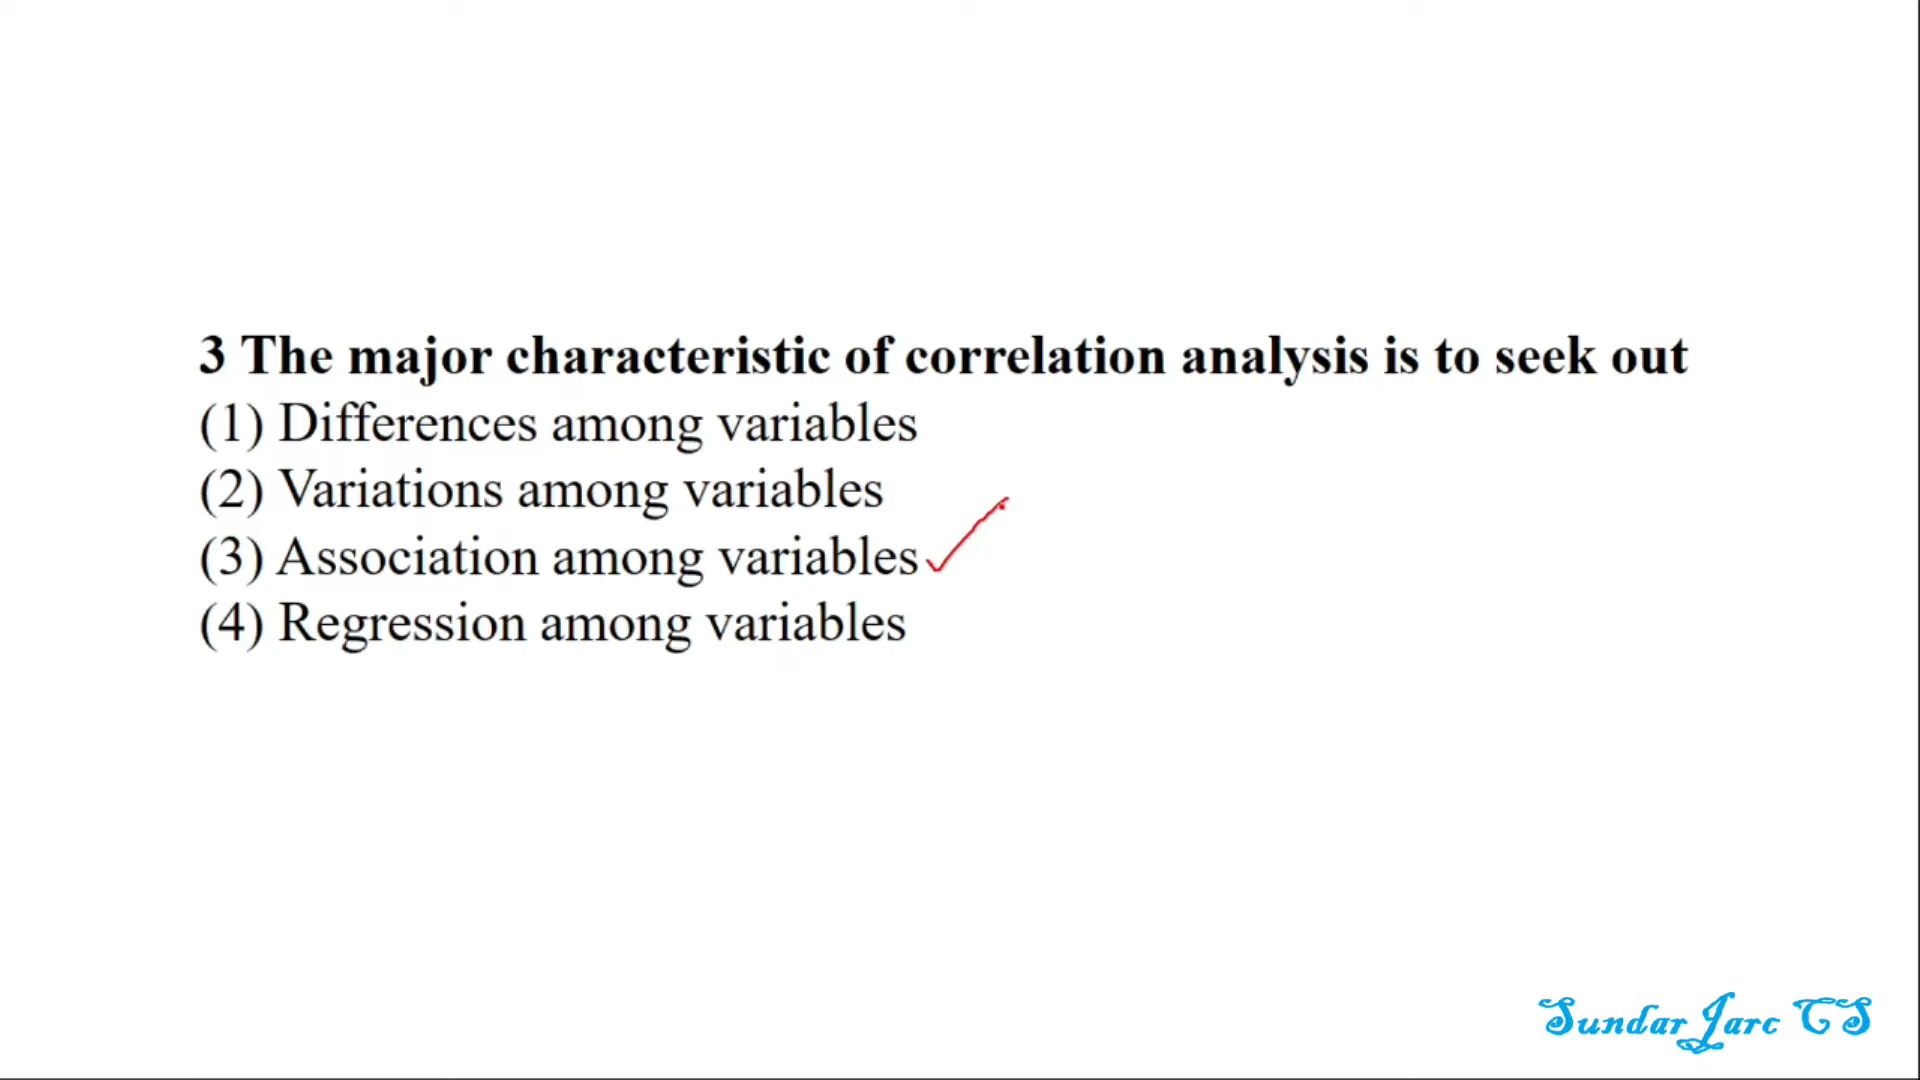 3 The major characteristic of correlation analysis is to seek out
(1) Differences among variables
(2) Variations among variables
(3) Association among variables
(4) Regression among variables
Sundar Jarc CS